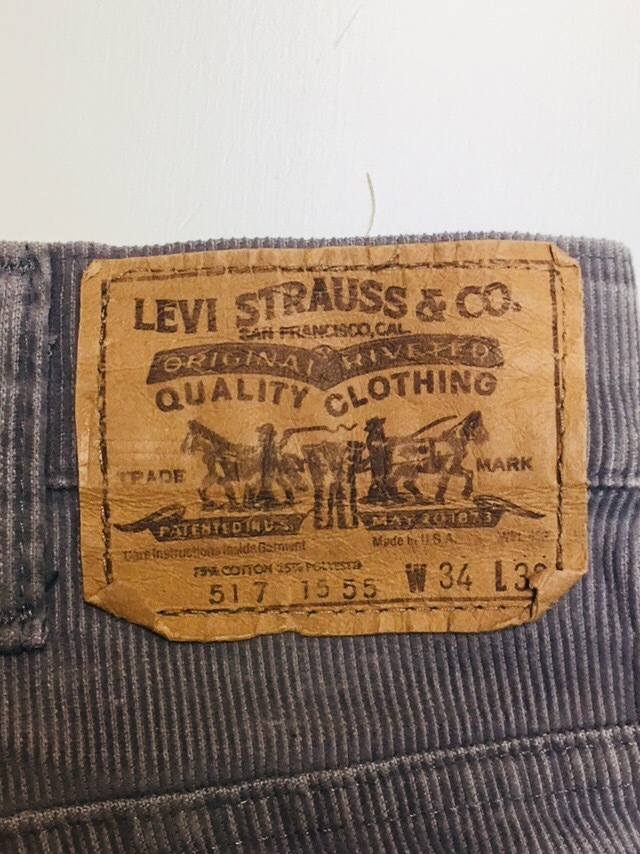 LEVI STRAUSS & CO.
SAN FRANCISCO, CAL.
ORIGINAL RIVETED
QUALITY CLOTHING
TRADE MARK
PATENTED IN U.S. MAY 20 1873
Care Instructions Inside Garment Made in U.S.A.
75% COTTON 25% POLYESTER
517 1555 W 34 L